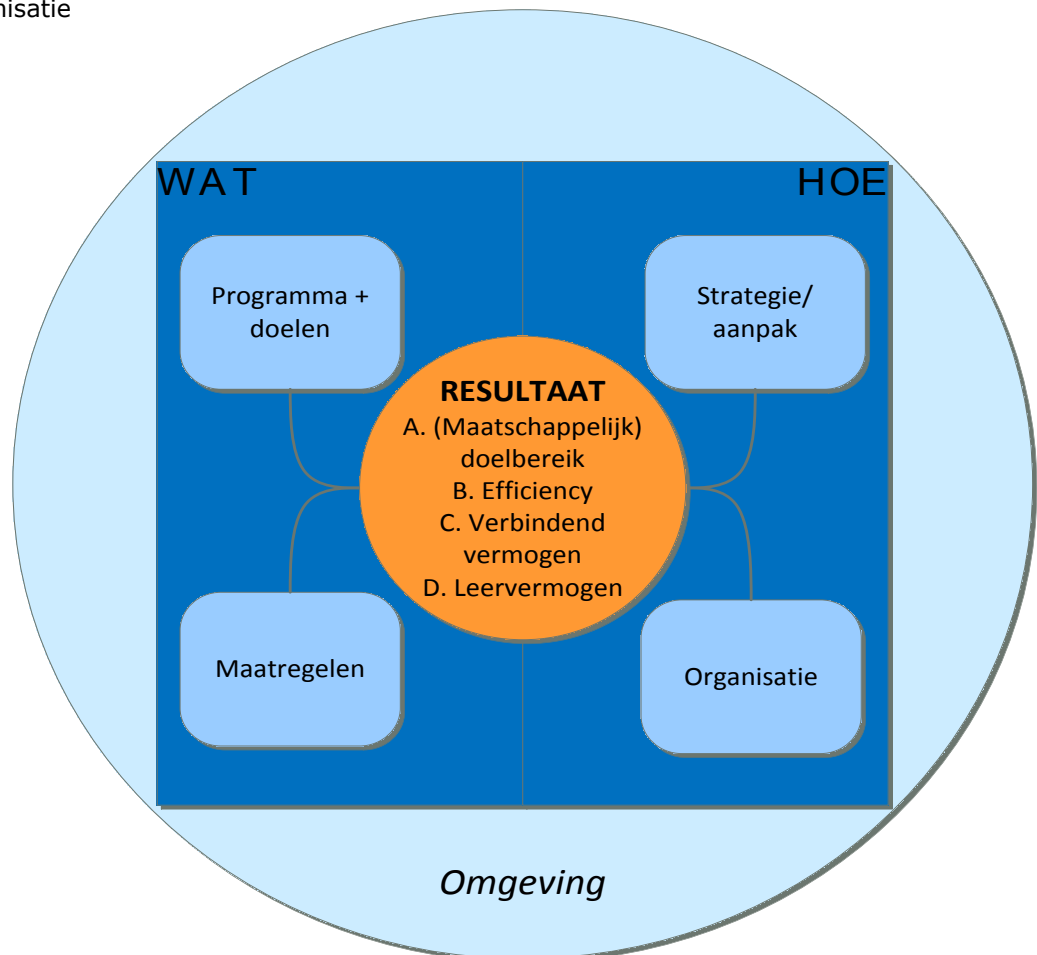 nisatie
WAT
HOE
Programma +
doelen
Strategie/
aanpak
RESULTAAT
A. (Maatschappelijk)
doelbereik
B. Efficiency
C. Verbindend
vermogen
D. Leervermogen
Maatregelen
Organisatie
Omgeving